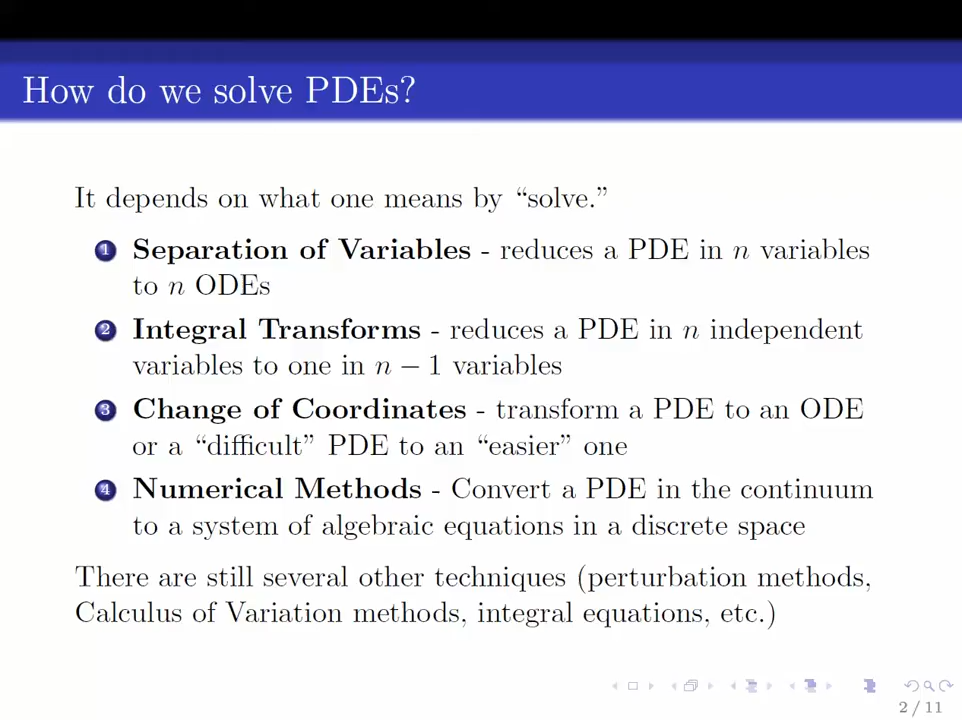 How do we solve PDEs?
It depends on what one means by “solve.”
1 Separation of Variables - reduces a PDE in n variables
to n ODEs
2 Integral Transforms - reduces a PDE in n independent
variables to one in n − 1 variables
3 Change of Coordinates - transform a PDE to an ODE
or a “difficult” PDE to an “easier” one
4 Numerical Methods - Convert a PDE in the continuum
to a system of algebraic equations in a discrete space
There are still several other techniques (perturbation methods,
Calculus of Variation methods, integral equations, etc.)
2 / 11